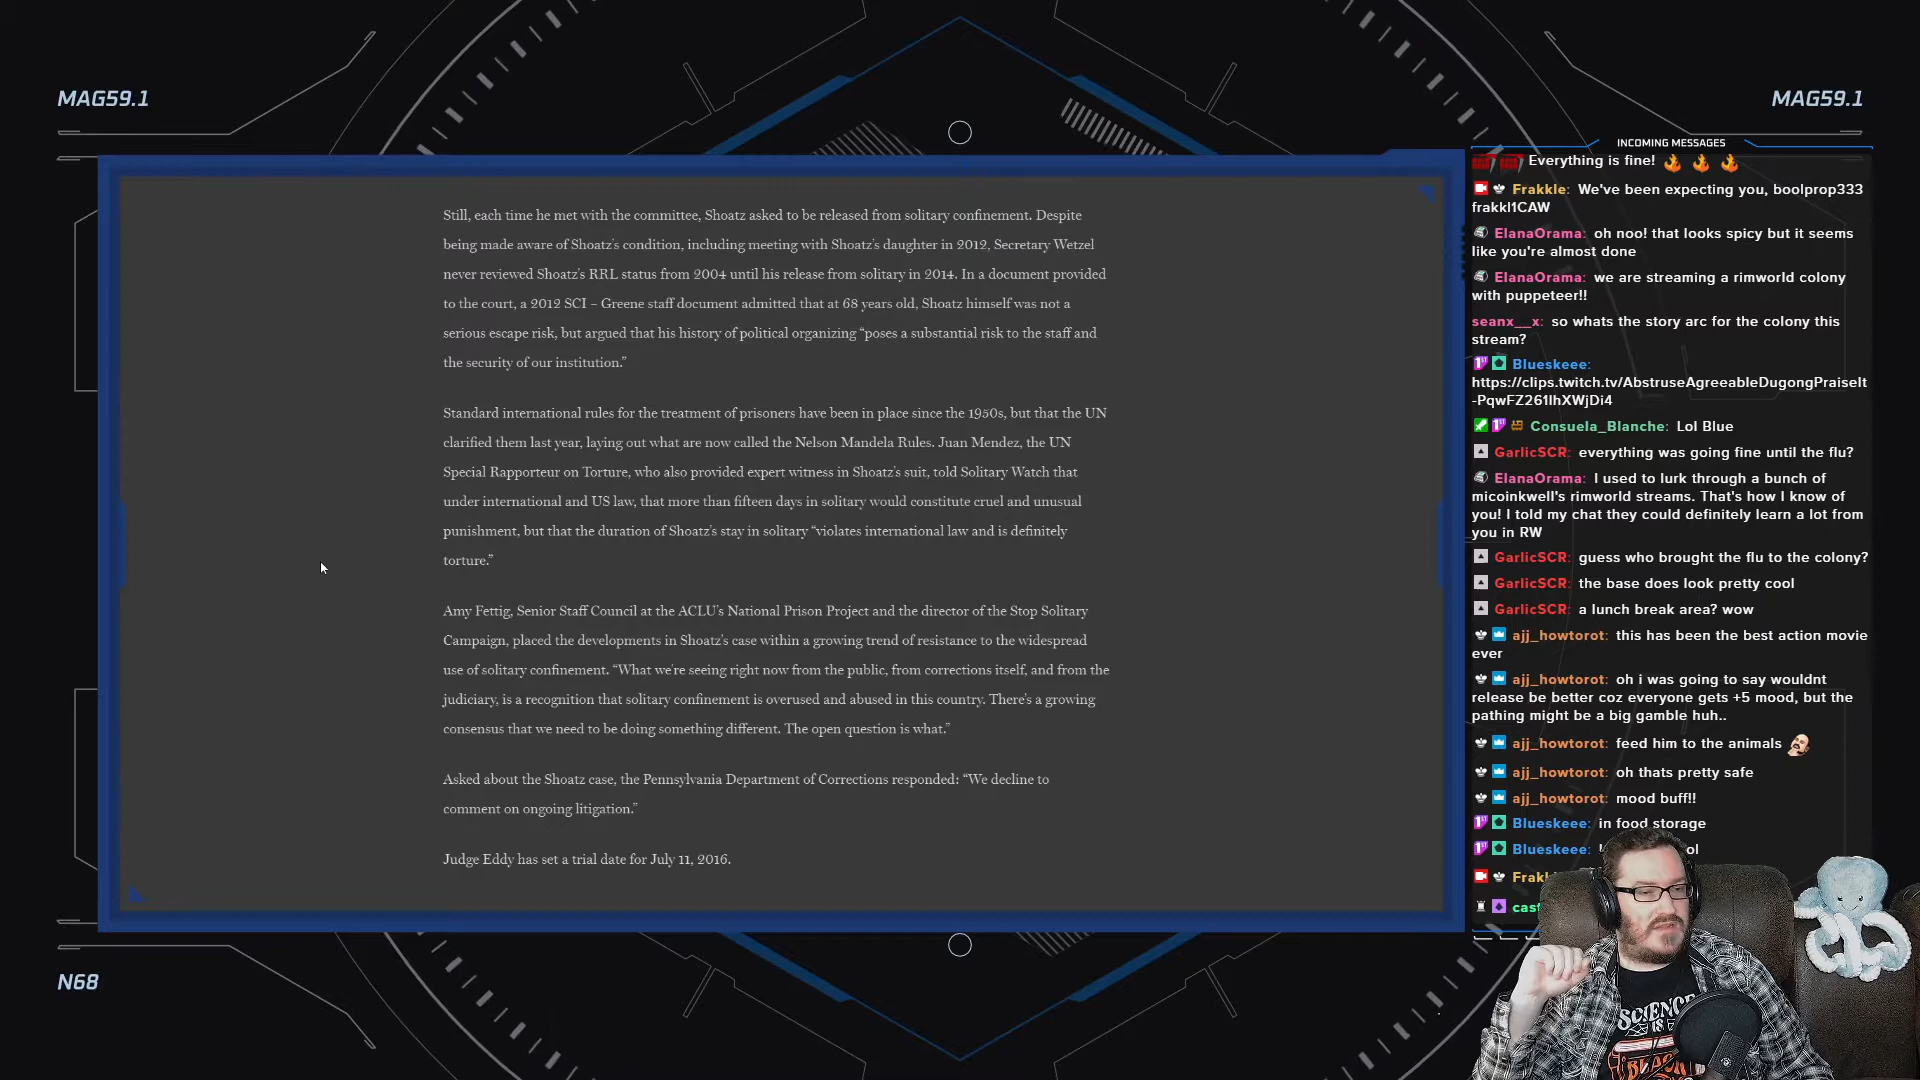 MAG59.1
MAG59.1
Still, each time he met with the committee, Shoatz asked to be released from solitary confinement. Despite
being made aware of Shoatz's condition, including meeting with Shoatz's daughter in 2012, Secretary Wetzel
never reviewed Shoatz's RRL status from 2004 until his release from solitary in 2014. In a document provided
to the court, a 2012 SCI – Greene staff document admitted that at 68 years old, Shoatz himself was not a
serious escape risk, but argued that his history of political organizing “poses a substantial risk to the staff and
the security of our institution.”
Standard international rules for the treatment of prisoners have been in place since the 1950s, but that the UN
clarified them last year, laying out what are now called the Nelson Mandela Rules. Juan Mendez, the UN
Special Rapporteur on Torture, who also provided expert witness in Shoatz's suit, told Solitary Watch that
under international and US law, that more than fifteen days in solitary would constitute cruel and unusual
punishment, but that the duration of Shoatz's stay in solitary “violates international law and is definitely
torture.”
Amy Fettig, Senior Staff Council at the ACLU's National Prison Project and the director of the Stop Solitary
Campaign, placed the developments in Shoatz's case within a growing trend of resistance to the widespread
use of solitary confinement. “What we're seeing right now from the public, from corrections itself, and from the
judiciary, is a recognition that solitary confinement is overused and abused in this country. There's a growing
consensus that we need to be doing something different. The open question is what.”
Asked about the Shoatz case, the Pennsylvania Department of Corrections responded: “We decline to
comment on ongoing litigation.”
Judge Eddy has set a trial date for July 11, 2016.
INCOMING MESSAGES
Everything is fine!
Frakkle: We've been expecting you, boolprop333
frakkl1CAW
ElanaOrama: oh noo! that looks spicy but it seems
like you're almost done
ElanaOrama: we are streaming a rimworld colony
with puppeteer!!
seanx__x: so whats the story arc for the colony this
stream?
Blueskeee:
https://clips.twitch.tv/AbstruseAgreeableDugongPraiseIt
-PqwFZ261lhXWjDi4
Consuela_Blanche: Lol Blue
GarlicSCR: everything was going fine until the flu?
ElanaOrama: I used to lurk through a bunch of
micoinkwell's rimworld streams. That's how I know of
you! I told my chat they could definitely learn a lot from
you in RW
GarlicSCR: guess who brought the flu to the colony?
GarlicSCR: the base does look pretty cool
GarlicSCR: a lunch break area? wow
ajj_howtorot: this has been the best action movie
ever
ajj_howtorot: oh i was going to say wouldnt
release be better coz everyone gets +5 mood, but the
pathing might be a big gamble huh..
ajj_howtorot: feed him to the animals
ajj_howtorot: oh thats pretty safe
ajj_howtorot: mood buff!!
Blueskeee: in food storage
Blueskeee:
N68
SCIENCE
IS